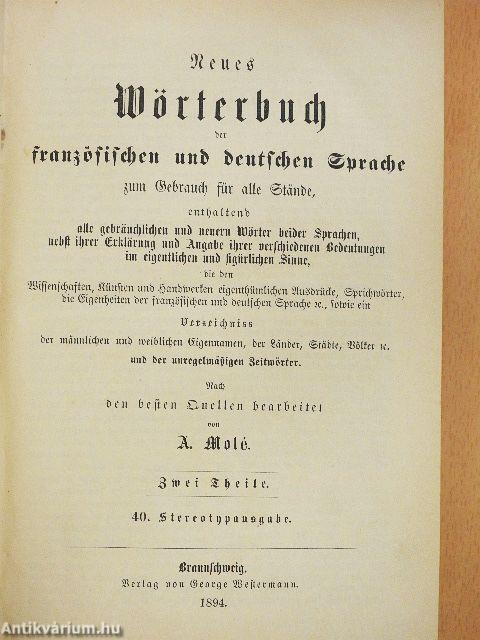 Neues
Wörterbuch
der
französischen und deutschen Sprache
zum Gebrauch für alle Stände,
enthaltend
alle gebräuchlichen und neuern Wörter beider Sprachen,
nebst ihrer Erklärung und Angabe ihrer verschiedenen Bedeutungen
im eigentlichen und figürlichen Sinne,
die den
Wissenschaften, Künsten und Handwerken eigenthümlichen Ausdrücke, Sprichwörter,
die Eigenheiten der französischen und deutschen Sprache ꝛc., sowie ein
Verzeichniss
der männlichen und weiblichen Eigennamen, der Länder, Städte, Völker ꝛc.
und der unregelmäßigen Zeitwörter.
Nach
den besten Quellen bearbeitet
von
A. Molé.
Zwei Theile.
40. Stereotypausgabe.
Braunschweig.
Verlag von George Westermann.
1894.
Antikvárium.hu